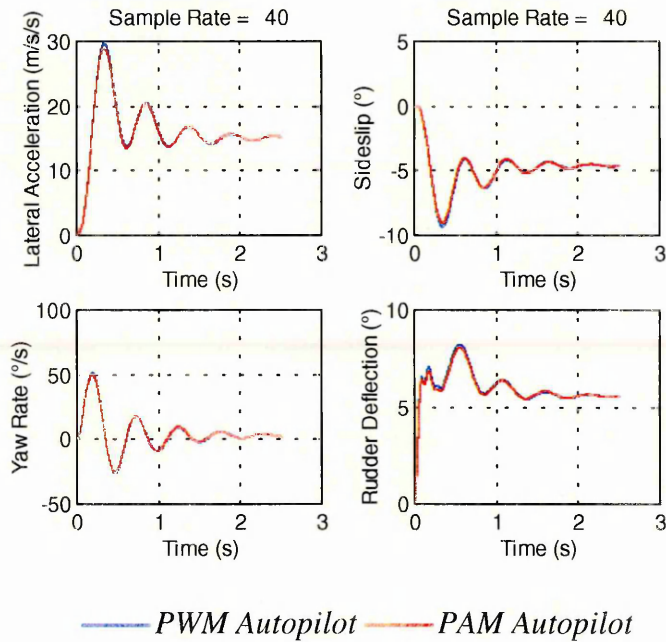 Sample Rate = 40
Lateral Acceleration (m/s/s)
30
20
10
0
0 1 2 3
Time (s)
Sample Rate = 40
Sideslip (°)
5
0
-5
-10
0 1 2 3
Time (s)
Yaw Rate (°/s)
100
50
0
-50
0 1 2 3
Time (s)
Rudder Deflection (°)
10
5
0
0 1 2 3
Time (s)
PWM Autopilot PAM Autopilot